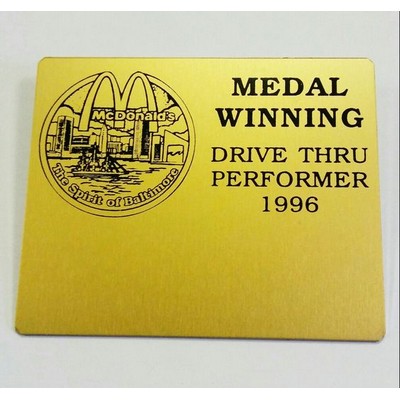 McDonald's
The Spirit of Baltimore
MEDAL
WINNING
DRIVE THRU
PERFORMER
1996